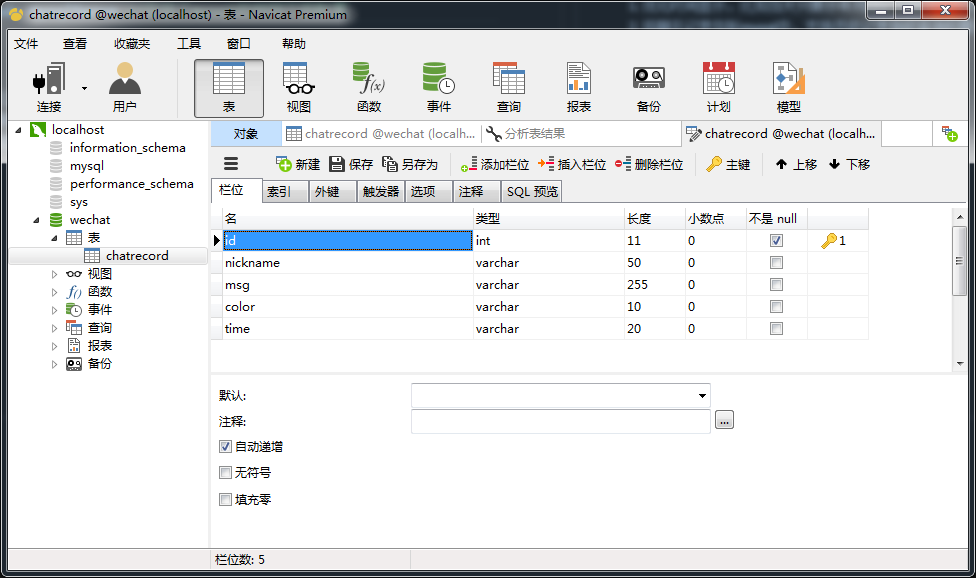 chatrecord @wechat (localhost) - 表 - Navicat Premium
文件 查看 收藏夹 工具 窗口 帮助
连接 用户 表 视图 函数 事件 查询 报表 备份 计划 模型
localhost
information_schema
mysql
performance_schema
sys
wechat
表
chatrecord
视图
函数
事件
查询
报表
备份
对象 chatrecord @wechat (localh... 分析表结果 chatrecord @wechat (localh...
新建 保存 另存为 添加栏位 插入栏位 删除栏位 主键 上移 下移
栏位 索引 外键 触发器 选项 注释 SQL 预览
名 类型 长度 小数点 不是 null
id int 11 0 1
nickname varchar 50 0
msg varchar 255 0
color varchar 10 0
time varchar 20 0
默认:
注释:
...
自动递增
无符号
填充零
栏位数: 5